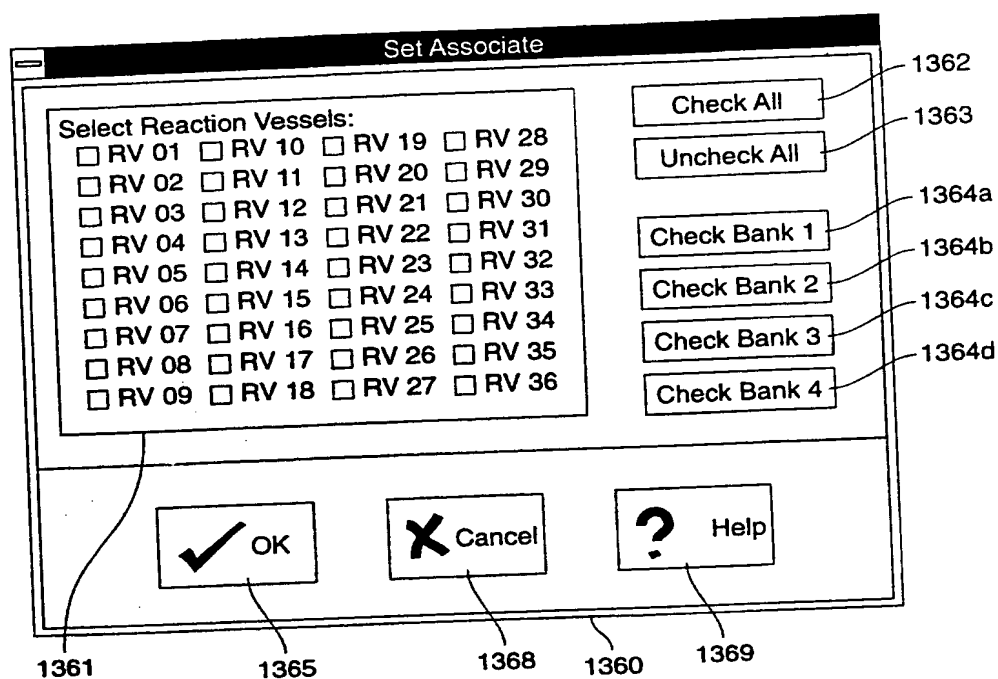 Set Associate
Select Reaction Vessels:
RV 01 RV 10 RV 19 RV 28
RV 02 RV 11 RV 20 RV 29
RV 03 RV 12 RV 21 RV 30
RV 04 RV 13 RV 22 RV 31
RV 05 RV 14 RV 23 RV 32
RV 06 RV 15 RV 24 RV 33
RV 07 RV 16 RV 25 RV 34
RV 08 RV 17 RV 26 RV 35
RV 09 RV 18 RV 27 RV 36
Check All
1362
Uncheck All
1363
Check Bank 1
1364a
Check Bank 2
1364b
Check Bank 3
1364c
Check Bank 4
1364d
OK
Cancel
? Help
1361
1365
1368
1360
1369